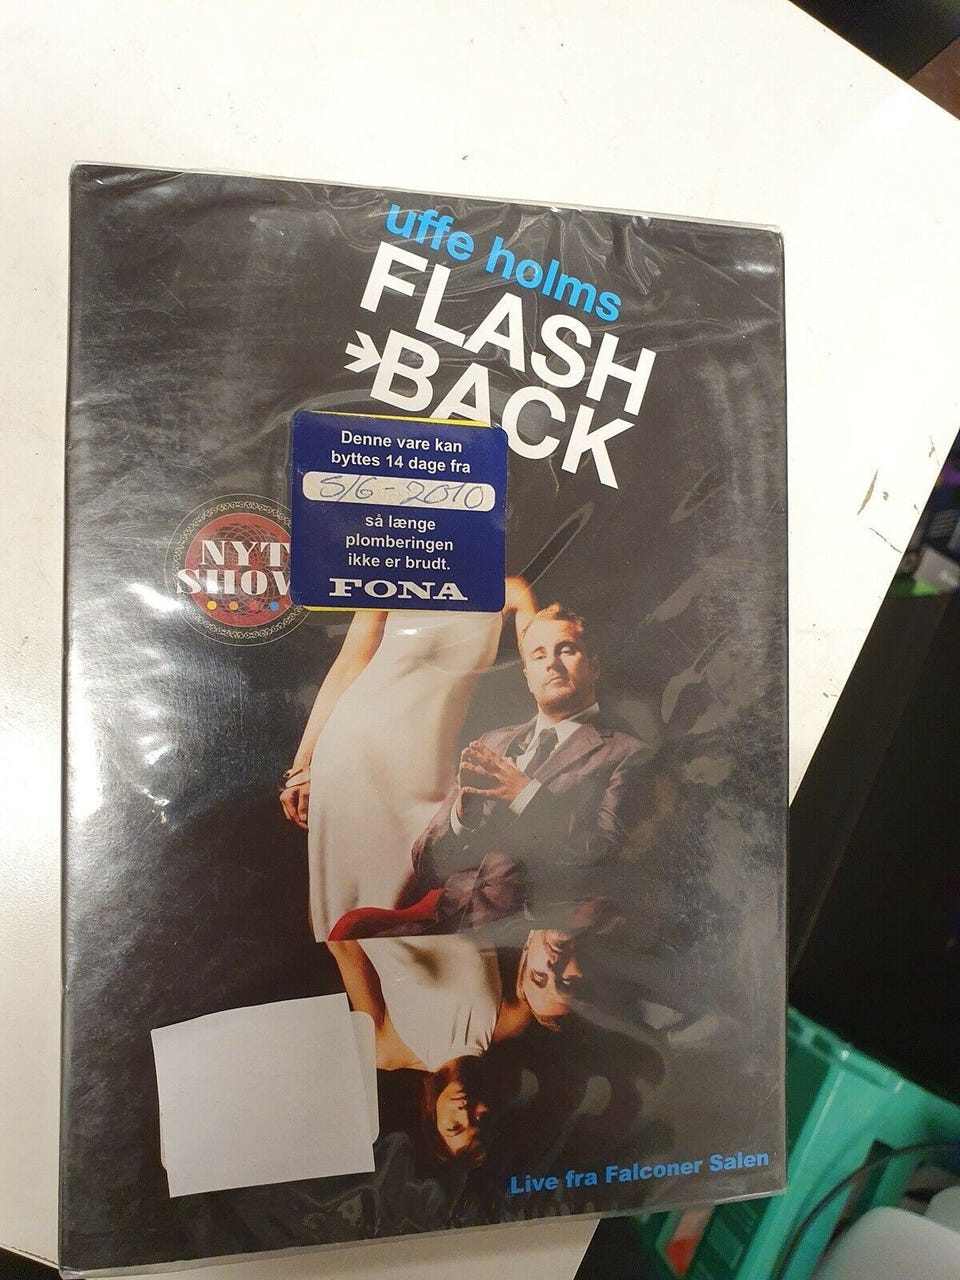 uffe holms
FLASH
BACK
Denne vare kan
byttes 14 dage fra
5/6-2010
så længe
plomberingen
ikke er brudt.
FONA
NYT
SHOW
Live fra Falconer Salen